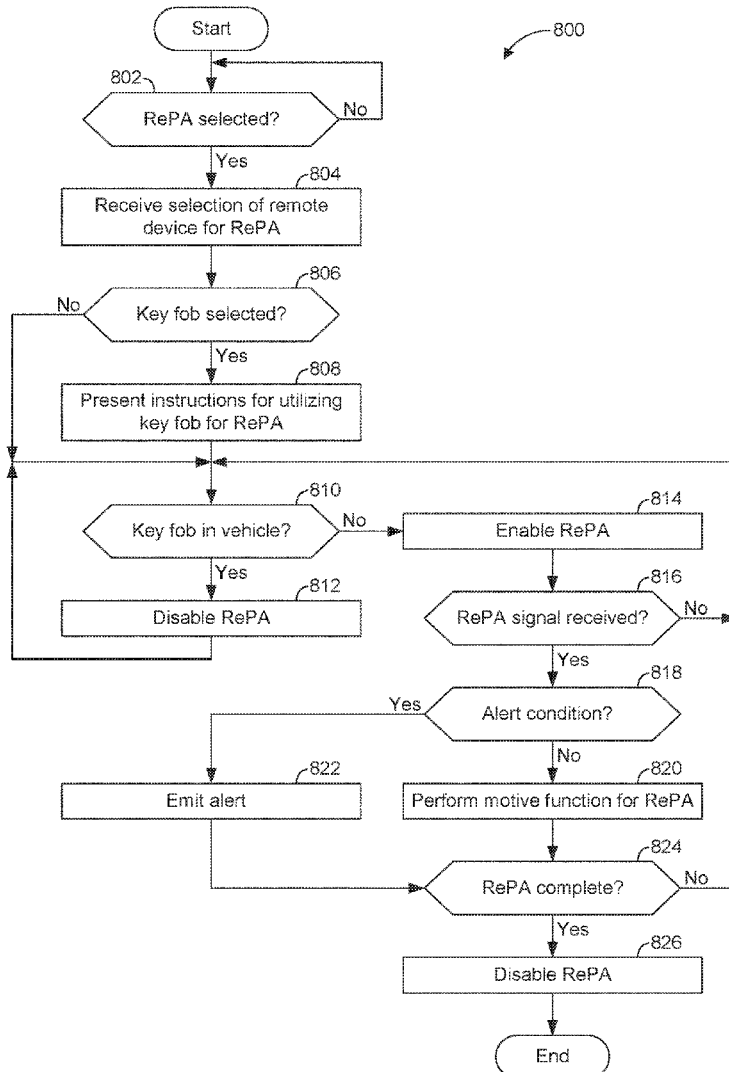 Start
800
802
RePA selected?
No
Yes
804
Receive selection of remote
device for RePA
806
No
Key fob selected?
Yes
808
Present instructions for utilizing
key fob for RePA
810
Key fob in vehicle?
No
814
Enable RePA
Yes
812
Disable RePA
816
RePA signal received?
No
Yes
818
Yes
Alert condition?
No
822
Emit alert
820
Perform motive function for RePA
824
RePA complete?
No
Yes
826
Disable RePA
End